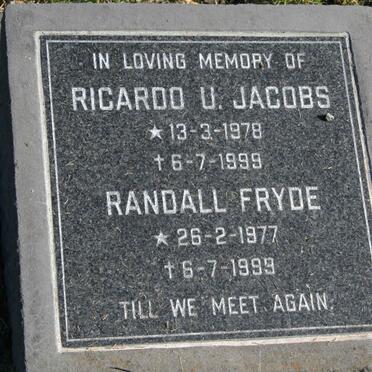 IN LOVING MEMORY OF
RICARDO U. JACOBS
★ 13-3-1978
† 6-7-1999
RANDALL FRYDE
★ 26-2-1977
† 6-7-1999
TILL WE MEET AGAIN.